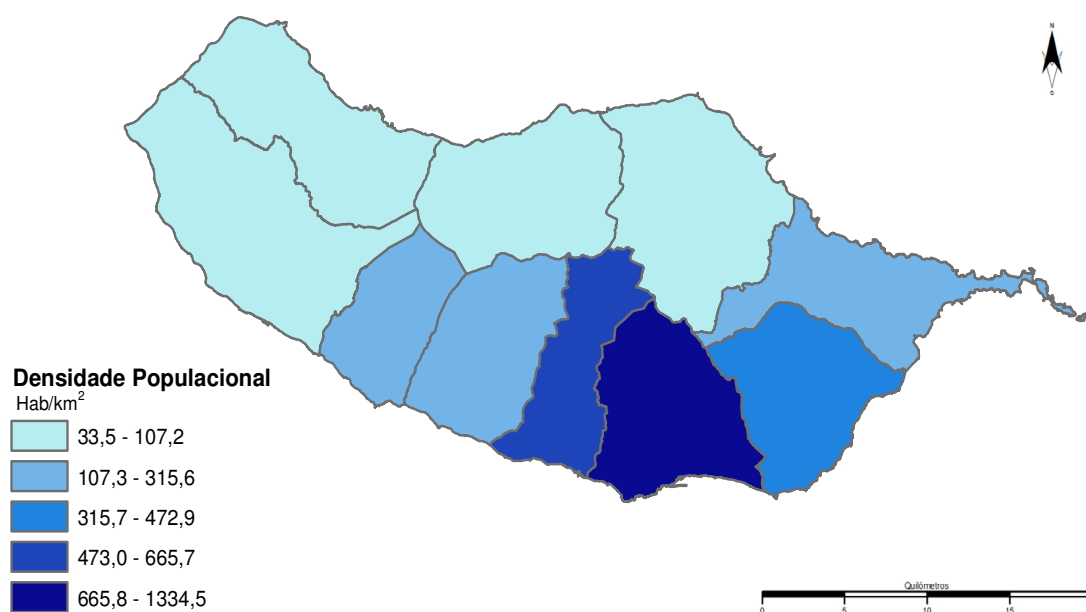 N
G
Densidade Populacional
Hab/km²
33,5 - 107,2
107,3 - 315,6
315,7 - 472,9
473,0 - 665,7
665,8 - 1334,5
Quilómetros
0 5 10 15